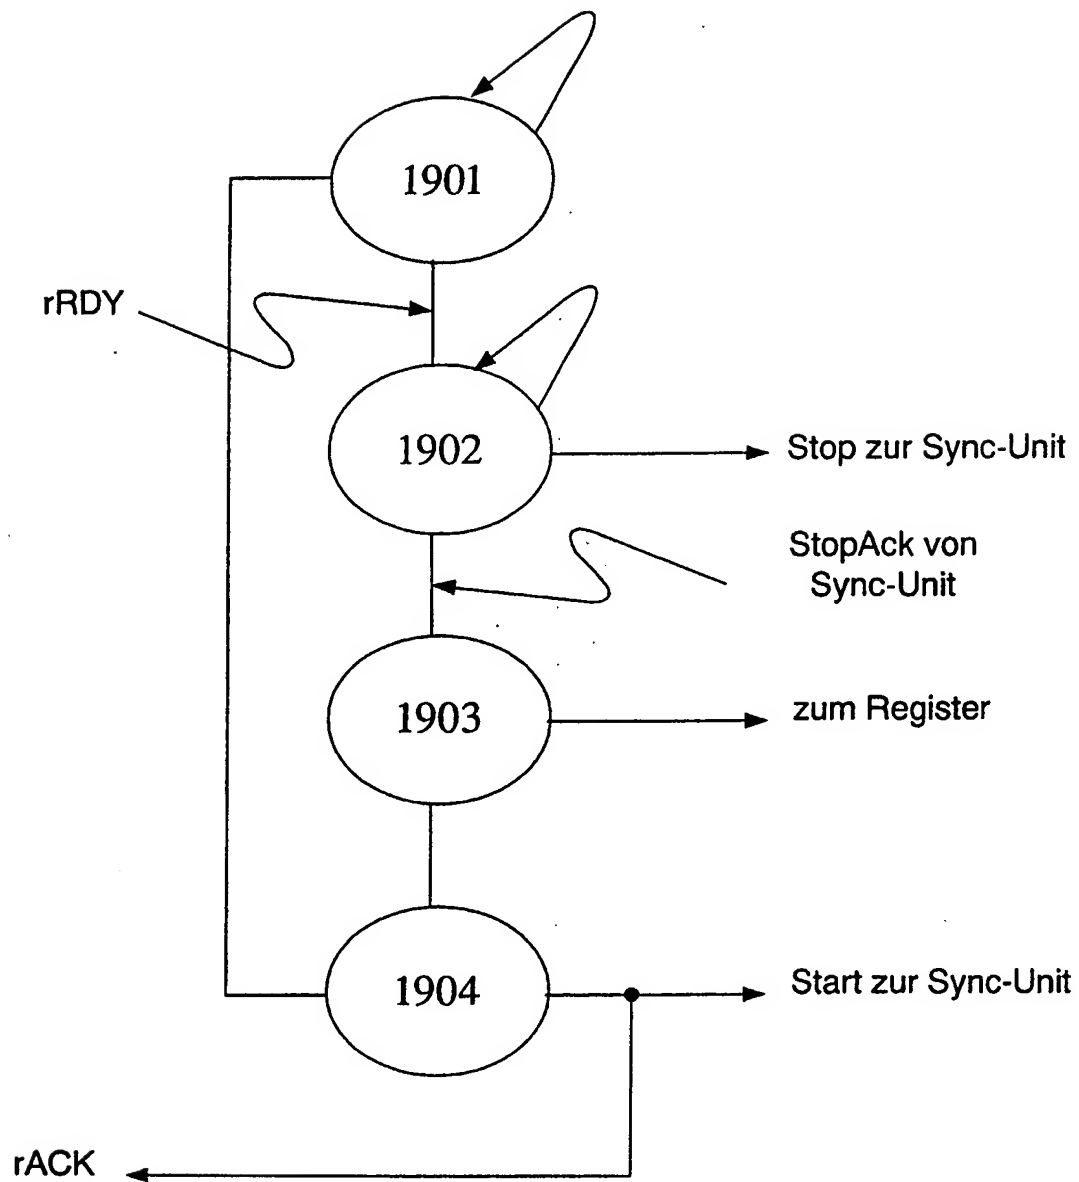 1901
rRDY
1902
Stop zur Sync-Unit
StopAck von
Sync-Unit
1903
zum Register
1904
Start zur Sync-Unit
rACK